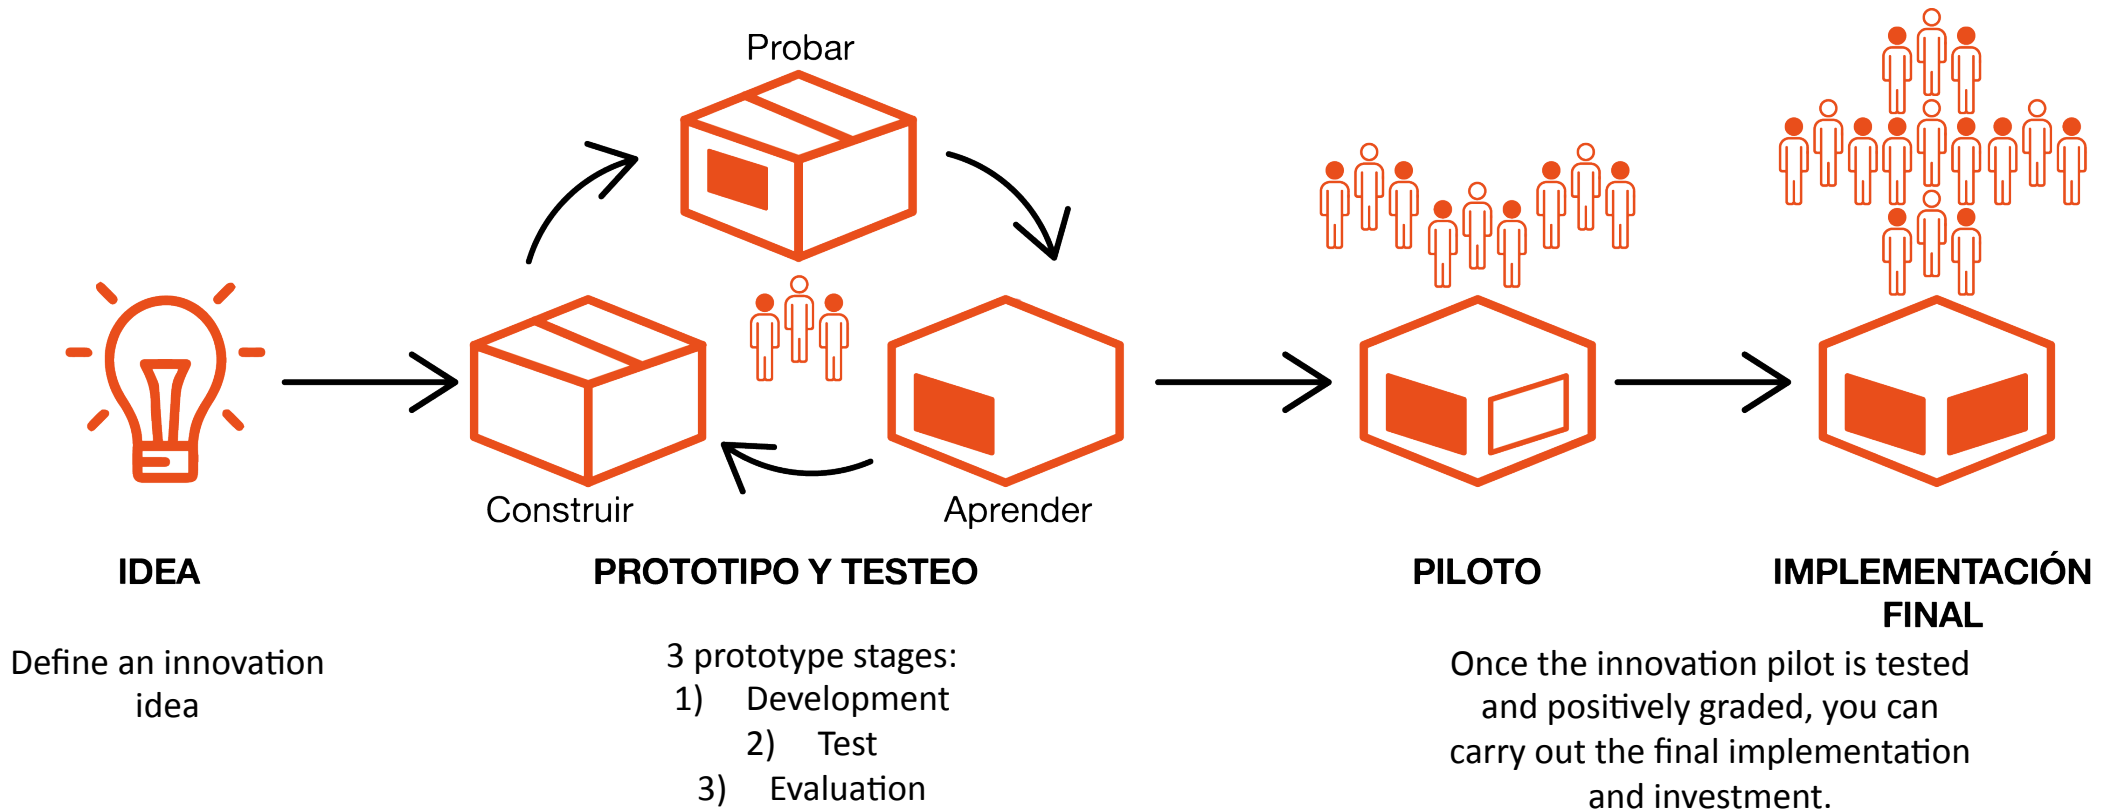 Probar
Construir
Aprender
IDEA
Define an innovation
idea
PROTOTIPO Y TESTEO
3 prototype stages:
1) Development
2) Test
3) Evaluation
PILOTO
IMPLEMENTACIÓN
FINAL
Once the innovation pilot is tested
and positively graded, you can
carry out the final implementation
and investment.